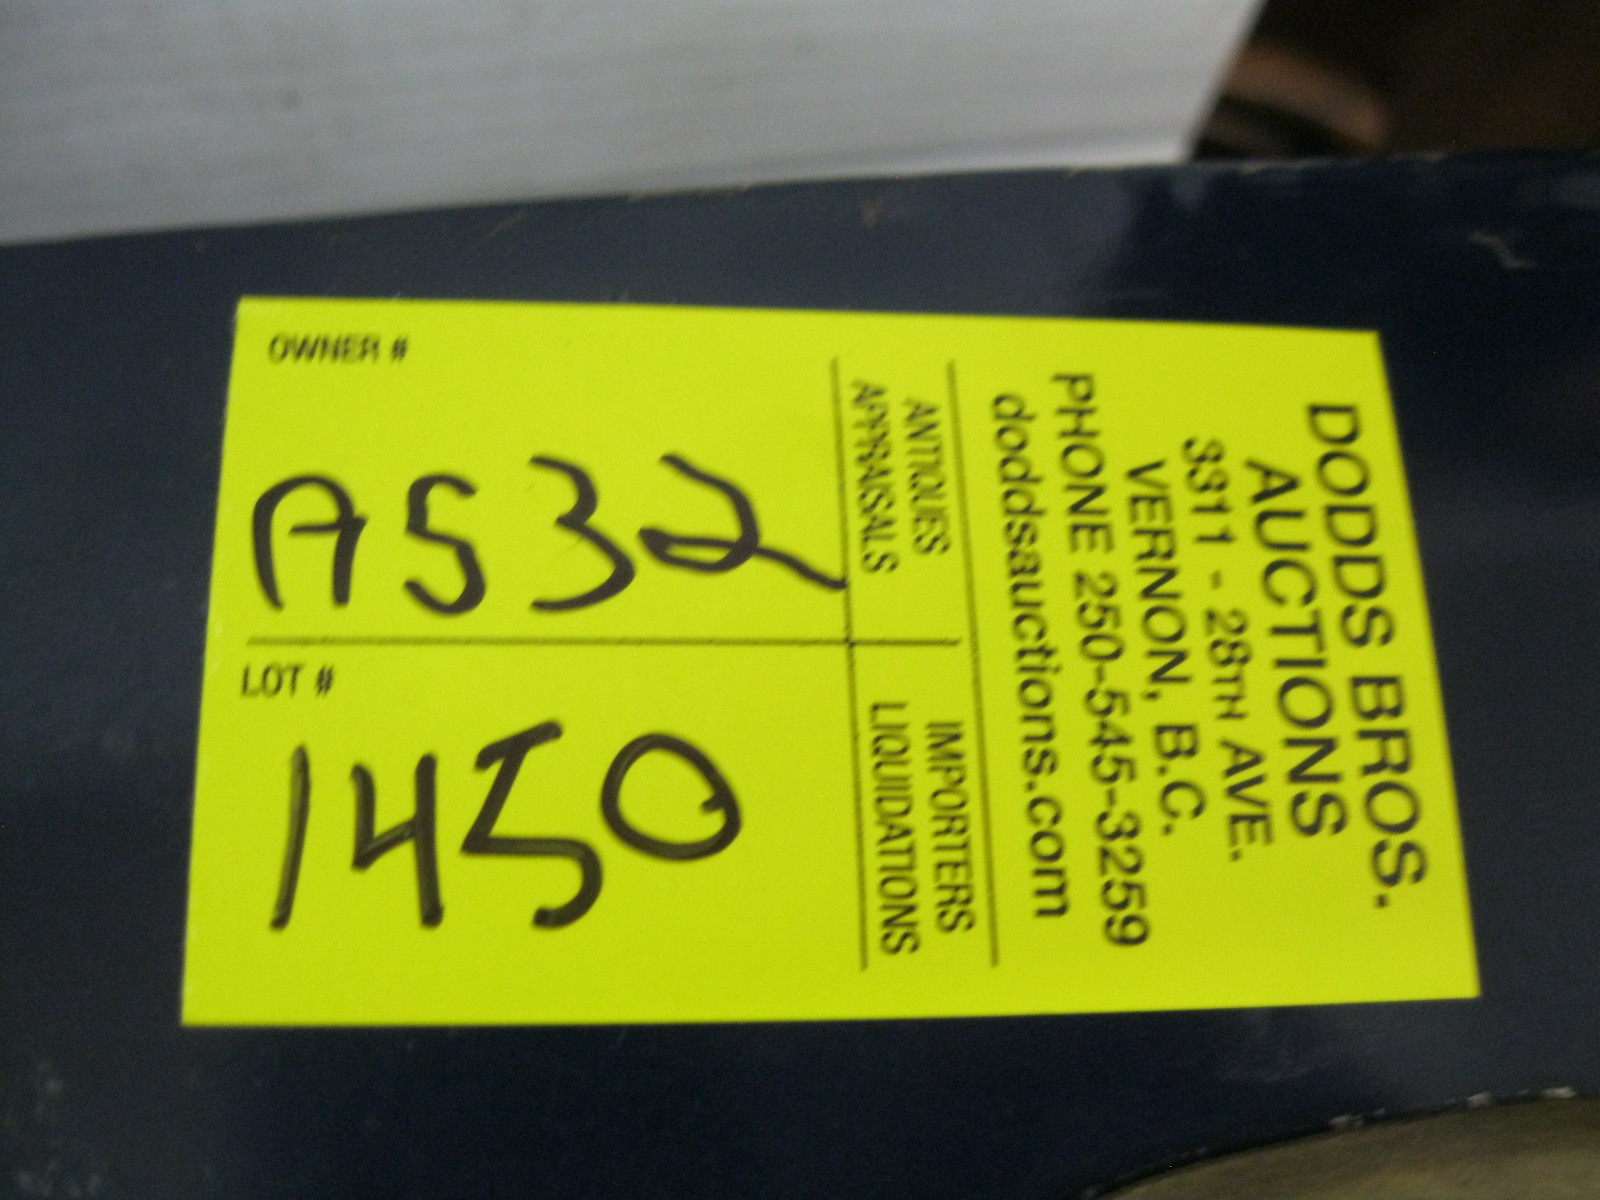 OWNER #
A532
LOT #
1450
DODDS BROS.
AUCTIONS
3311 - 28TH AVE.
VERNON, B.C.
PHONE 250-545-3259
doddsauctions.com
ANTIQUES
APPRAISALS
IMPORTERS
LIQUIDATIONS